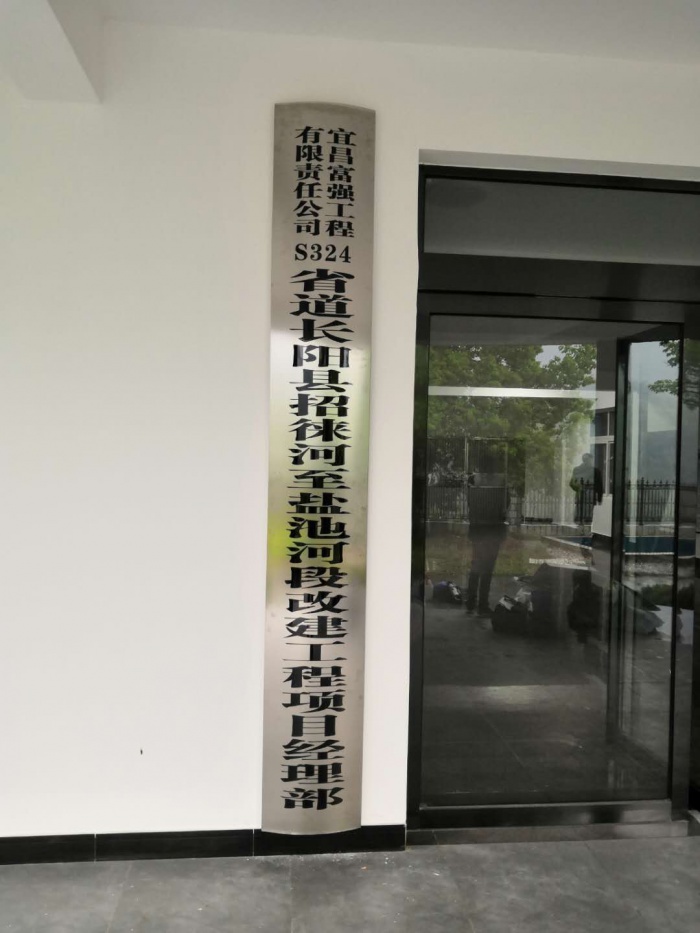 宜昌富强工程
有限责任公司
S324
省道长阳县招徕河至盐池河段改建工程项目经理部